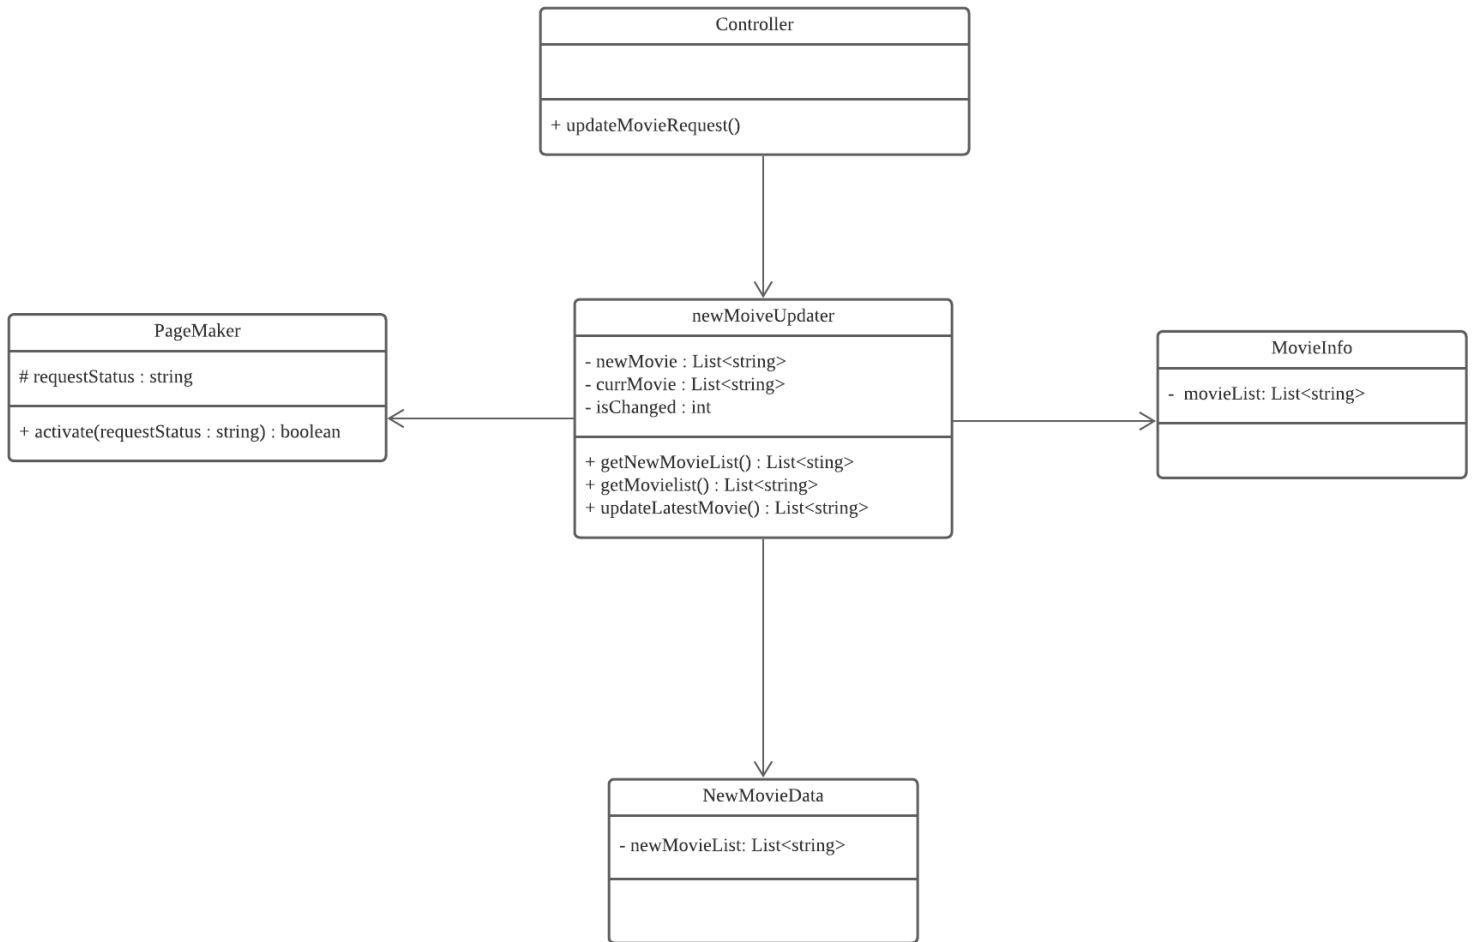 Controller
+ updateMovieRequest()
newMoiveUpdater
- newMovie : List<string>
- currMovie : List<string>
- isChanged : int
+ getNewMovieList() : List<sting>
+ getMovielist() : List<string>
+ updateLatestMovie() : List<string>
PageMaker
# requestStatus : string
+ activate(requestStatus : string) : boolean
MovieInfo
- movieList: List<string>
NewMovieData
- newMovieList: List<string>